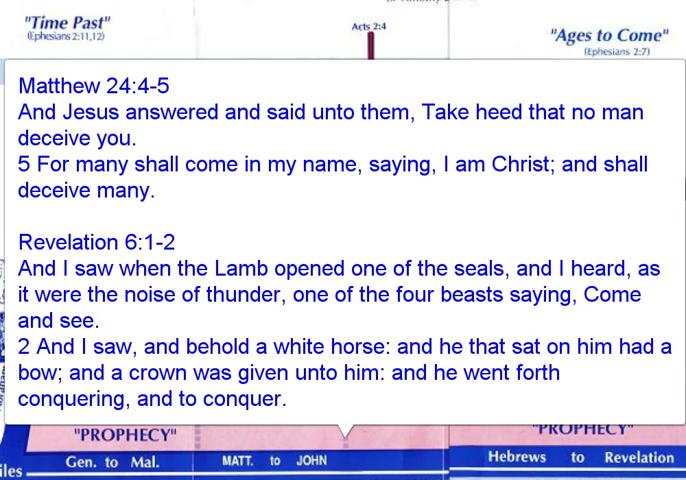 "Time Past"
(Ephesians 2:11,12)
Acts 2:4
"Ages to Come"
(Ephesians 2:7)
Matthew 24:4-5
And Jesus answered and said unto them, Take heed that no man
deceive you.
5 For many shall come in my name, saying, I am Christ; and shall
deceive many.
Revelation 6:1-2
And I saw when the Lamb opened one of the seals, and I heard, as
it were the noise of thunder, one of the four beasts saying, Come
and see.
2 And I saw, and behold a white horse: and he that sat on him had a
bow; and a crown was given unto him: and he went forth
conquering, and to conquer.
"PROPHECY"
"PROPHECY"
Gen. to Mal.
MATT. to JOHN
Hebrews to Revelation